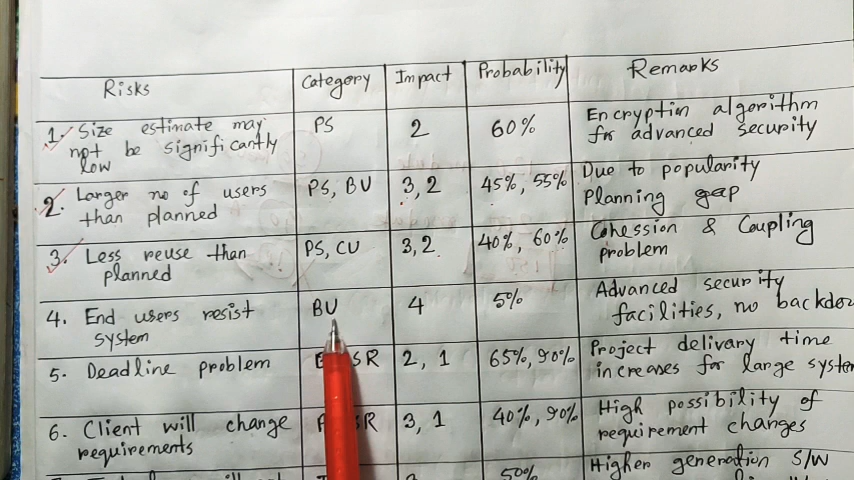 Risks Category Impact Probability Remarks
1. Size estimate may PS 2 60% Encryption algorithm
not be significantly for advanced security
low
2. Larger no of users PS, BU 3, 2 45%, 55% Due to popularity
than planned Planning gap
3. Less reuse than PS, CU 3, 2 40%, 60% Cohession & Coupling
planned problem
4. End users resist BU 4 5% Advanced security
system facilities, no backdoor
5. Deadline problem SR 2, 1 65%, 90% Project delivary time
increases for large system
6. Client will change SR 3, 1 40%, 90% High possibility of
requirements requirement changes
50% Higher generation S/W